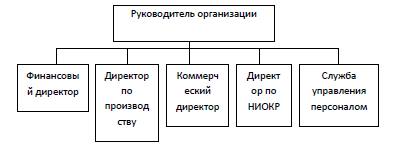 Руководитель организации
Финансовы
й директор
Директор
по
производ
ству
Коммерч
еский
директор
Директ
ор по
НИОКР
Служба
управления
персоналом